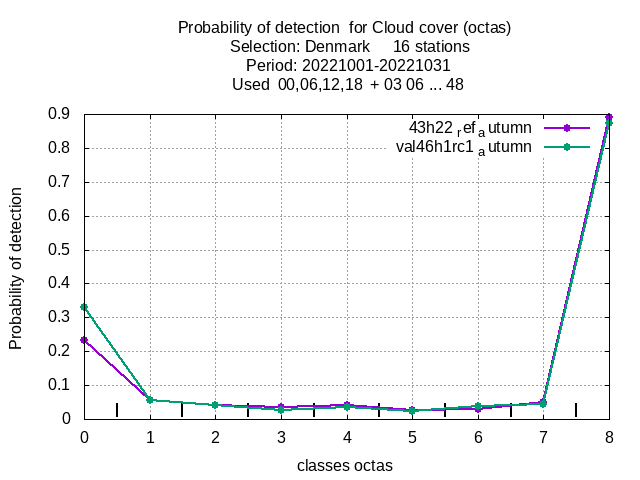 Probability of detection  for Cloud cover (octas)
Selection: Denmark     16 stations
Period: 20221001-20221031
Used  00,06,12,18  + 03 06 ... 48
43h22 ref autumn
val46h1rc1 autumn
Probability of detection
0.9
0.8
0.7
0.6
0.5
0.4
0.3
0.2
0.1
0
0 1 2 3 4 5 6 7 8
classes octas